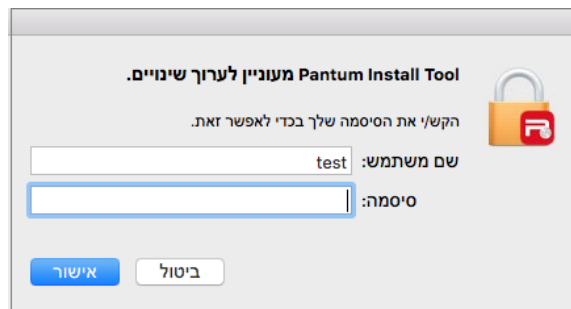 Pantum Install Tool מעוניין לערוך שינויים.
הקש/י את הסיסמה שלך בכדי לאפשר זאת.
שם משתמש: test
סיסמה:
ביטול אישור